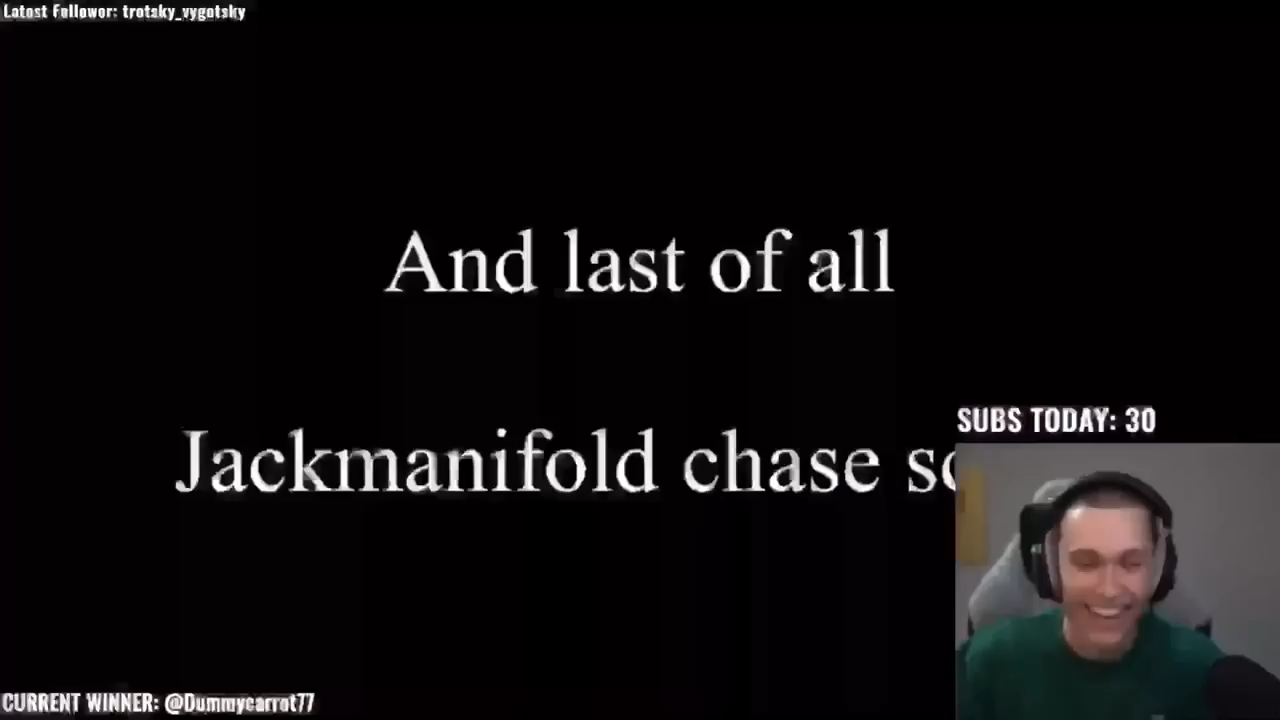 Latest Follower: trotsky_vygotsky
And last of all
Jackmanifold chase
SUBS TODAY: 30
CURRENT WINNER: @Dummycarrot77